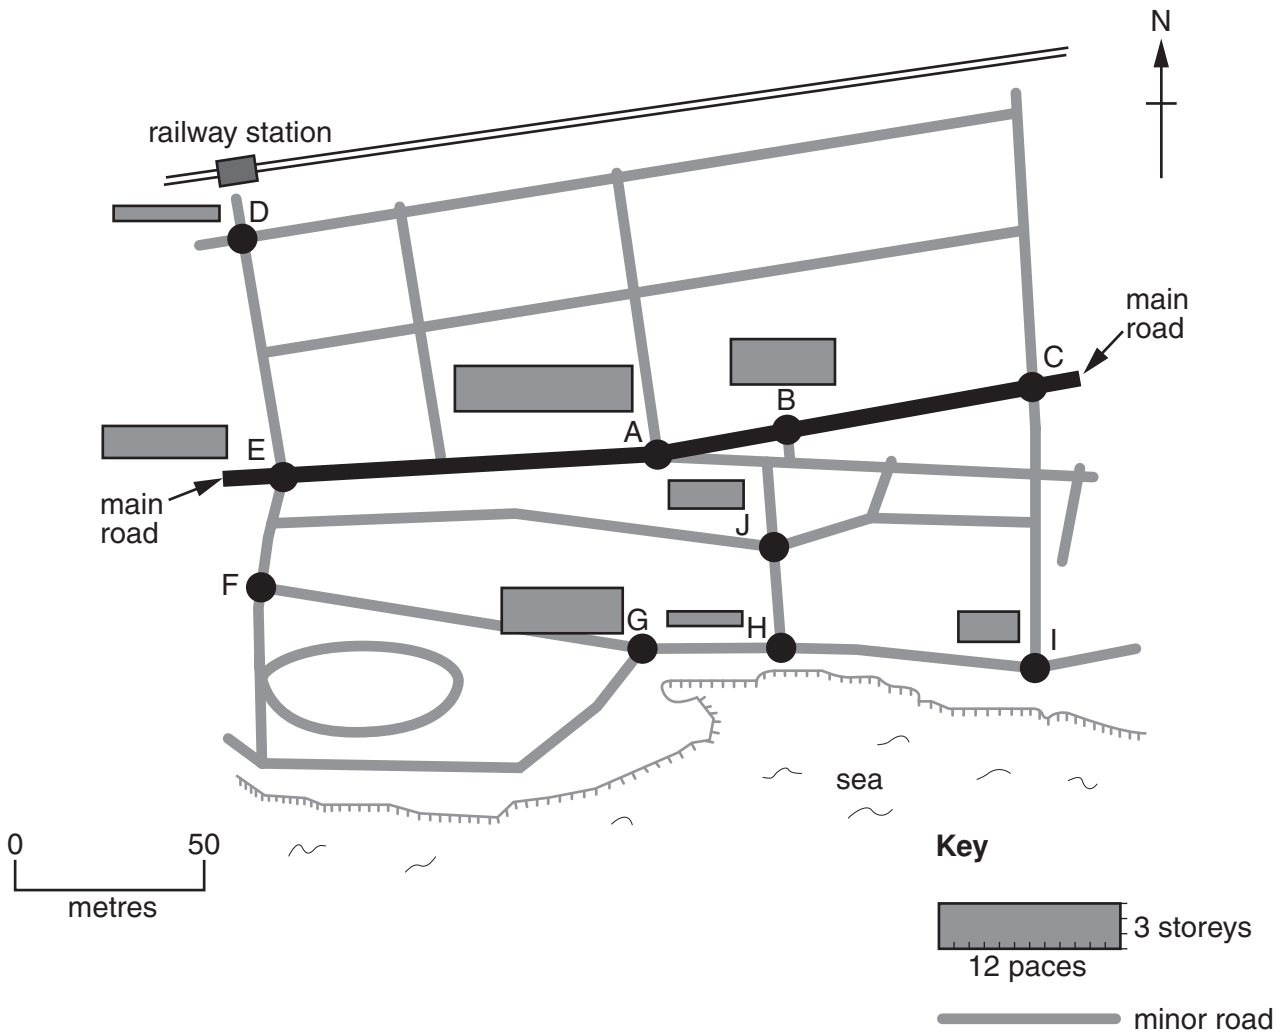 N
railway station
D
main
road
C
B
A
E
main
road
J
F
G
H
I
sea
0 50
metres
Key
3 storeys
12 paces
minor road